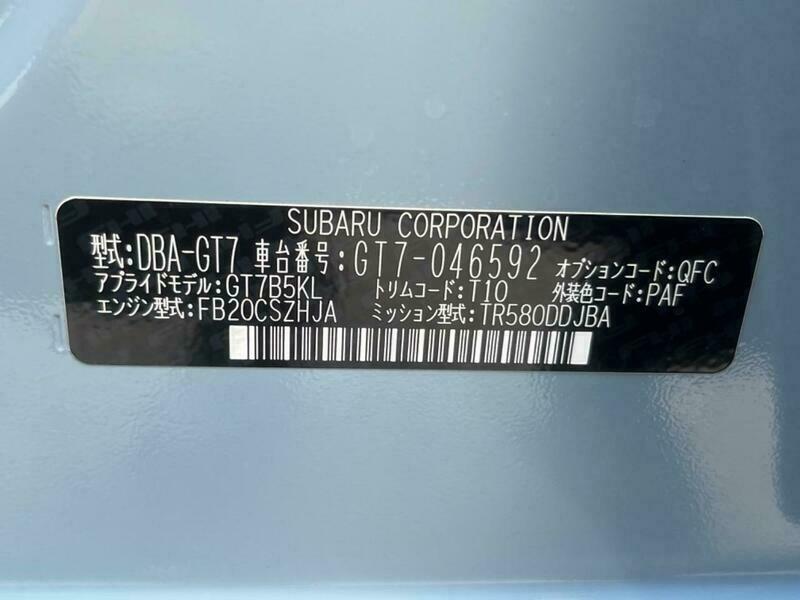 SUBARU CORPORATION
型式:DBA-GT7 車台番号:GT7-046592 オプションコード:QFC
アプライドモデル:GT7B5KL トリムコード:T10 外装色コード:PAF
エンジン型式:FB20CSZHJA ミッション型式:TR580DDJBA